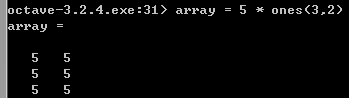 octave-3.2.4.exe:31> array = 5 * ones(3,2)
array =
5 5
5 5
5 5